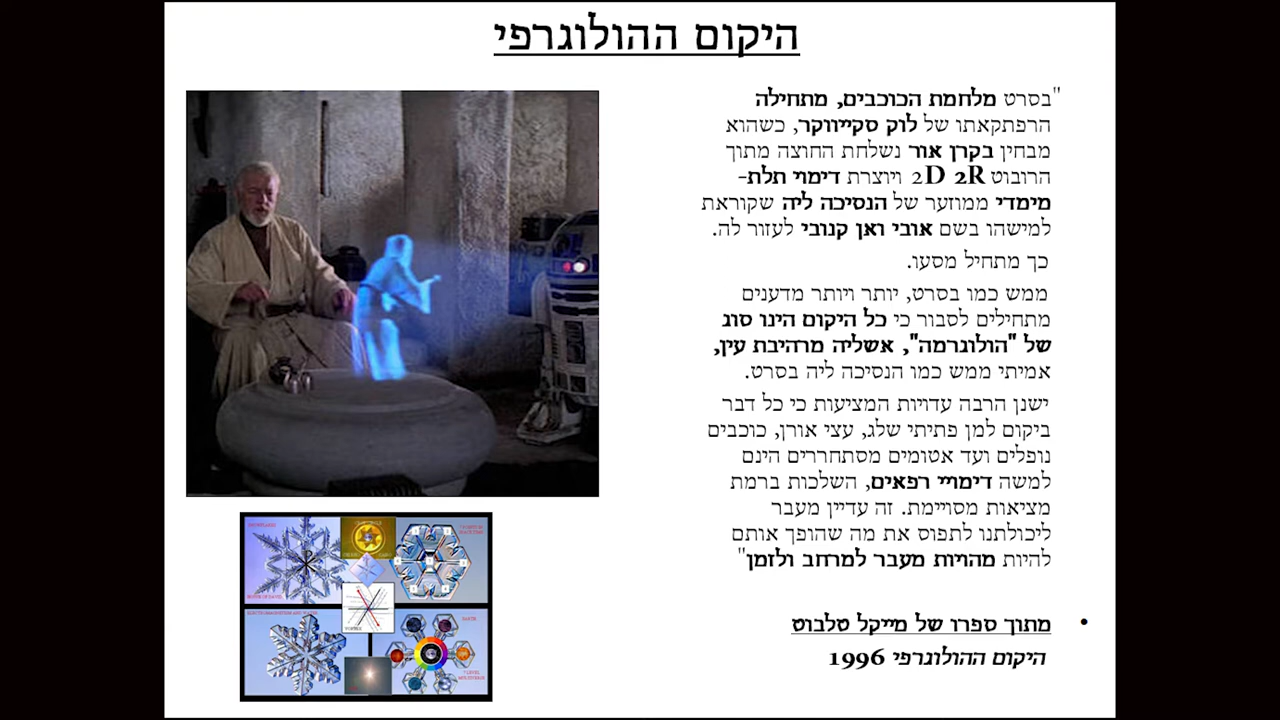 היקום ההולוגרפי
"בסרט מלחמת הכוכבים, מתחילה
הרפתקאתו של לוק סקייווקר, כשהוא
מבחין בקרן אור נשלחת החוצה מתוך
הרובוט 2D 2R ויוצרת דימוי תלת-
מימדי ממוזער של הנסיכה ליה שקוראת
למישהו בשם אובי ואן קנובי לעזור לה.
כך מתחיל מסעו.
ממש כמו בסרט, יותר ויותר מדענים
מתחילים לסבור כי כל היקום הינו סוג
של "הולוגרמה", אשליה מרהיבת עין,
אמיתי ממש כמו הנסיכה ליה בסרט.
ישנן הרבה עדויות המציעות כי כל דבר
ביקום למן פתיתי שלג, עצי אורן, כוכבים
נופלים ועד אטומים מסתחררים הינם
למשה דימויי רפאים, השלכות ברמת
מציאות מסויימת. זה עדיין מעבר
ליכולתנו לתפוס את מה שהופך אותם
להיות מהויות מעבר למרחב ולזמן"
• מתוך ספרו של מייקל טלבוט
היקום ההולוגרפי 1996